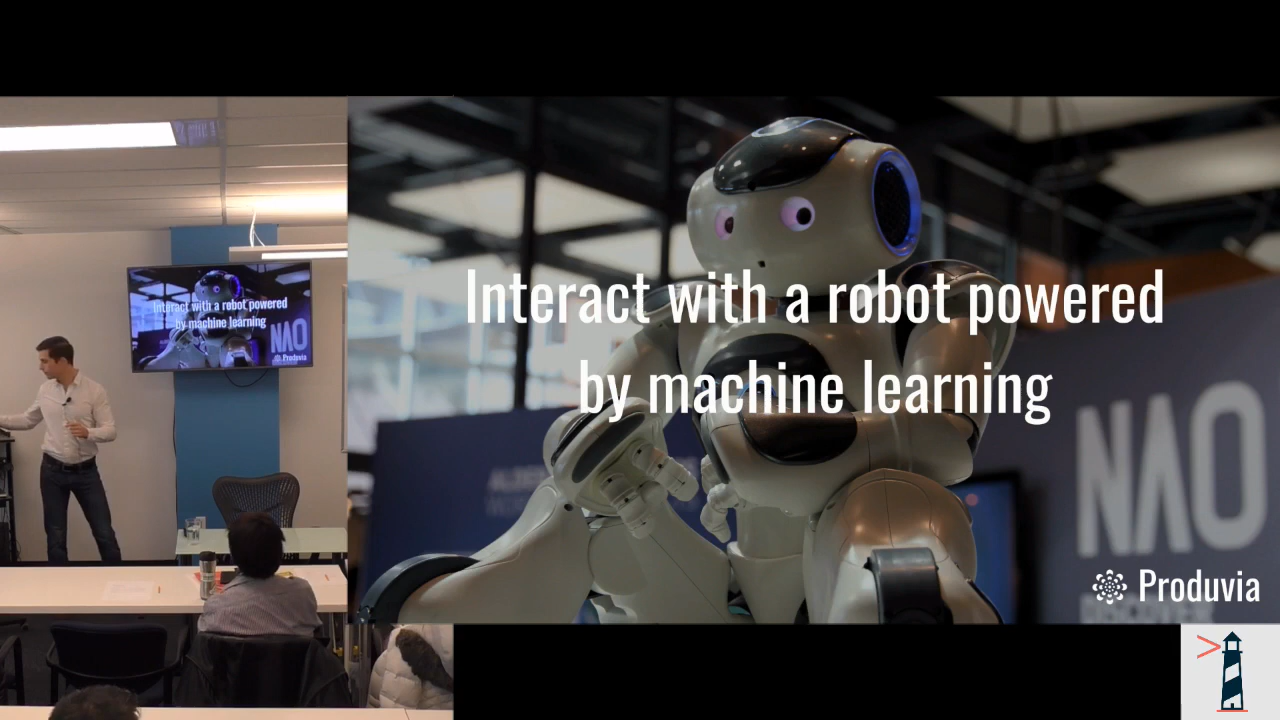 Interact with a robot powered
by machine learning
NAO
Produvia
Interact with a robot powered
by machine learning
NAO
Produvia